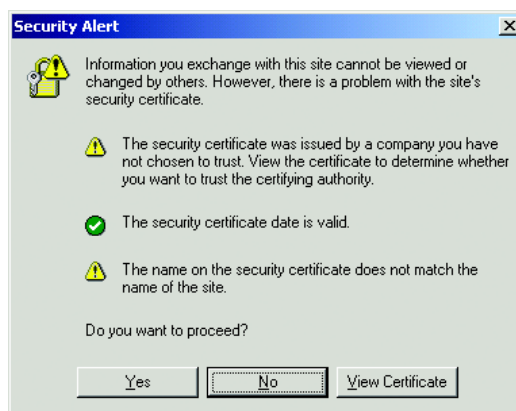 Security Alert
Information you exchange with this site cannot be viewed or
changed by others. However, there is a problem with the site's
security certificate.
The security certificate was issued by a company you have
not chosen to trust. View the certificate to determine whether
you want to trust the certifying authority.
The security certificate date is valid.
The name on the security certificate does not match the
name of the site.
Do you want to proceed?
Yes No View Certificate